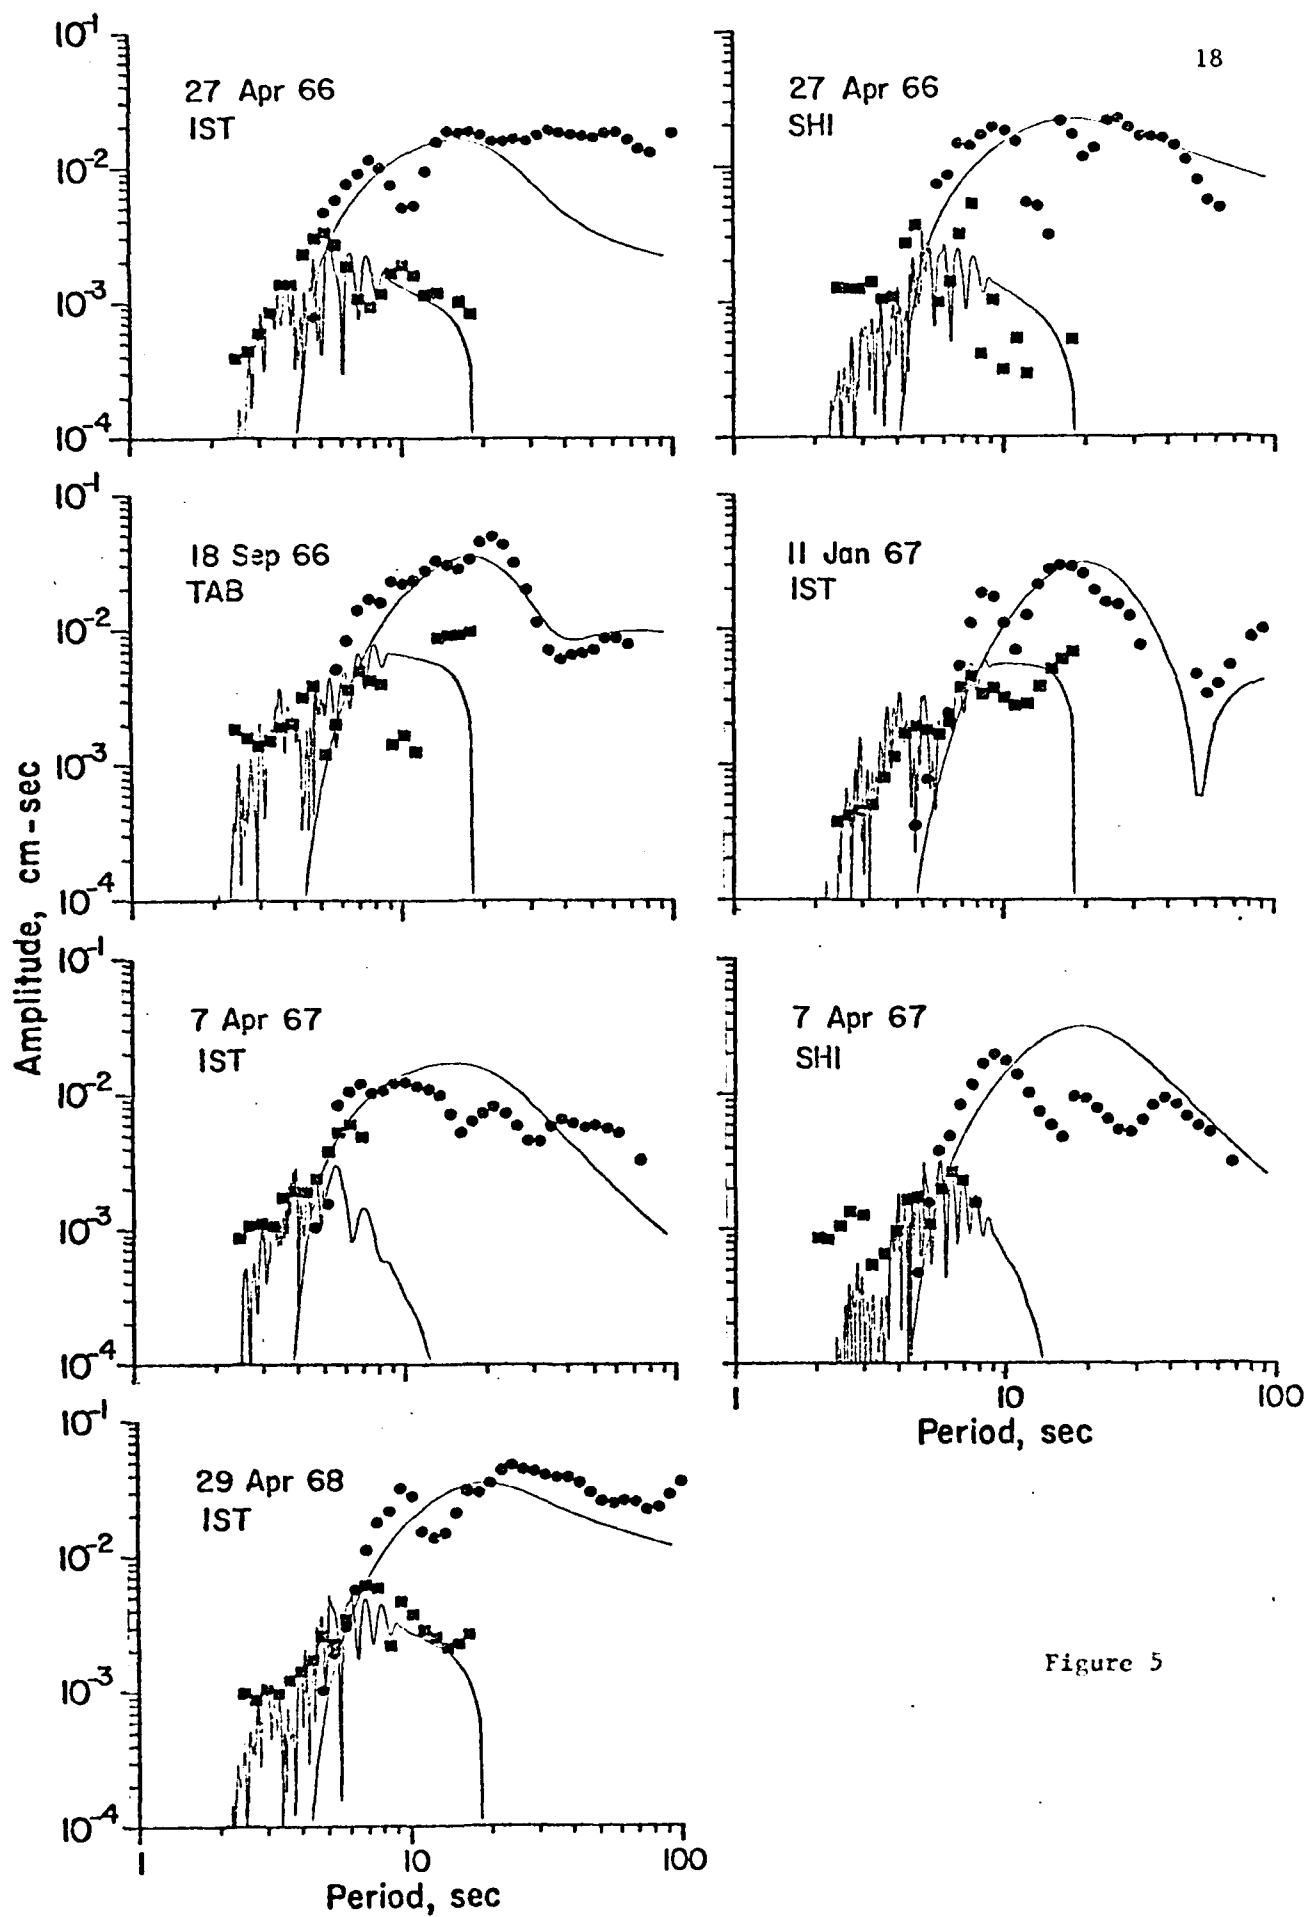 18
10-1
27 Apr 66
IST
10-2
10-3
10-4
27 Apr 66
SHI
10-1
18 Sep 66
TAB
10-2
10-3
10-4
11 Jan 67
IST
Amplitude, cm-sec
10-1
7 Apr 67
IST
10-2
10-3
10-4
7 Apr 67
SHI
1 10 100
Period, sec
10-1
29 Apr 68
IST
10-2
10-3
10-4
1 10 100
Period, sec
Figure 5